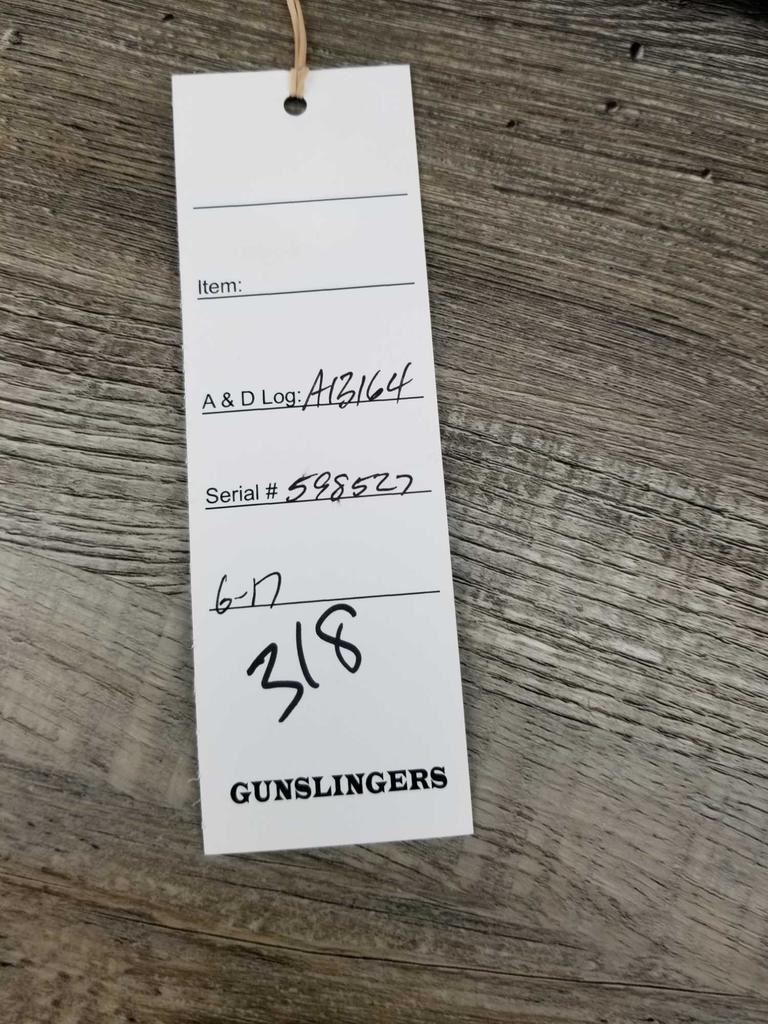 Item:
A & D Log: A13164
Serial # 598527
6-17
318
GUNSLINGERS